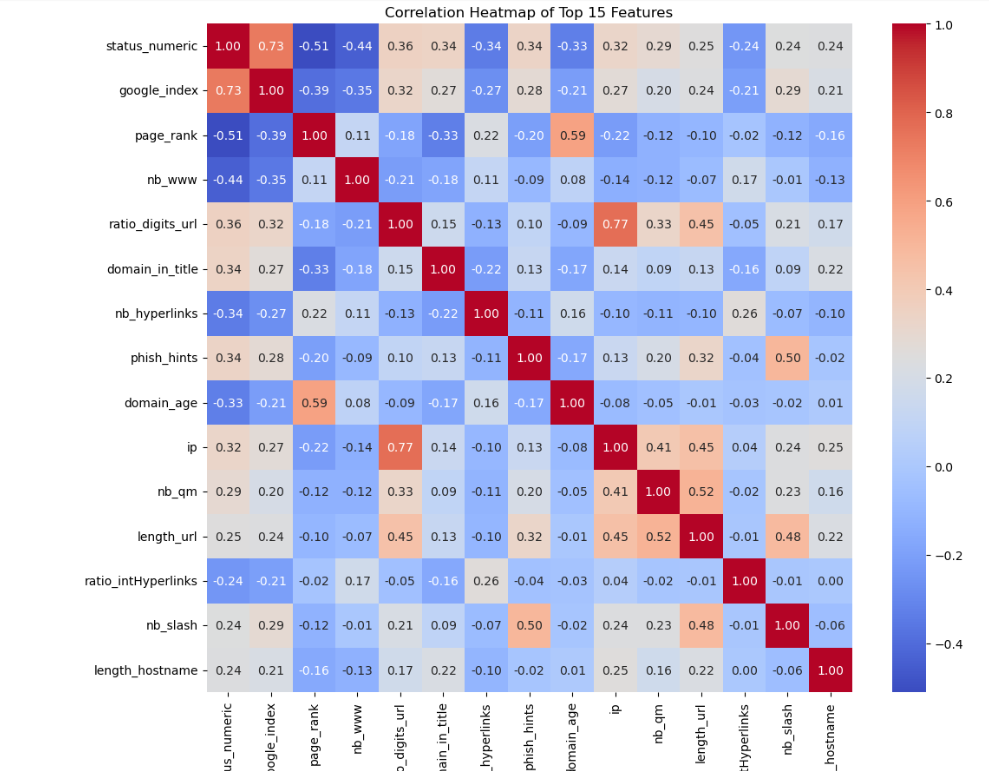 Correlation Heatmap of Top 15 Features
status_numeric 1.00 0.73 -0.51 -0.44 0.36 0.34 -0.34 0.34 -0.33 0.32 0.29 0.25 -0.24 0.24 0.24
google_index 0.73 1.00 -0.39 -0.35 0.32 0.27 -0.27 0.28 -0.21 0.27 0.20 0.24 -0.21 0.29 0.21
page_rank -0.51 -0.39 1.00 0.11 -0.18 -0.33 0.22 -0.20 0.59 -0.22 -0.12 -0.10 -0.02 -0.12 -0.16
nb_www -0.44 -0.35 0.11 1.00 -0.21 -0.18 0.11 -0.09 0.08 -0.14 -0.12 -0.07 0.17 -0.01 -0.13
ratio_digits_url 0.36 0.32 -0.18 -0.21 1.00 0.15 -0.13 0.10 -0.09 0.77 0.33 0.45 -0.05 0.21 0.17
domain_in_title 0.34 0.27 -0.33 -0.18 0.15 1.00 -0.22 0.13 -0.17 0.14 0.09 0.13 -0.16 0.09 0.22
nb_hyperlinks -0.34 -0.27 0.22 0.11 -0.13 -0.22 1.00 -0.11 0.16 -0.10 -0.11 -0.10 0.26 -0.07 -0.10
phish_hints 0.34 0.28 -0.20 -0.09 0.10 0.13 -0.11 1.00 -0.17 0.13 0.20 0.32 -0.04 0.50 -0.02
domain_age -0.33 -0.21 0.59 0.08 -0.09 -0.17 0.16 -0.17 1.00 -0.08 -0.05 -0.01 -0.03 -0.02 0.01
ip 0.32 0.27 -0.22 -0.14 0.77 0.14 -0.10 0.13 -0.08 1.00 0.41 0.45 0.04 0.24 0.25
nb_qm 0.29 0.20 -0.12 -0.12 0.33 0.09 -0.11 0.20 -0.05 0.41 1.00 0.52 -0.02 0.23 0.16
length_url 0.25 0.24 -0.10 -0.07 0.45 0.13 -0.10 0.32 -0.01 0.45 0.52 1.00 -0.01 0.48 0.22
ratio_intHyperlinks -0.24 -0.21 -0.02 0.17 -0.05 -0.16 0.26 -0.04 -0.03 0.04 -0.02 -0.01 1.00 -0.01 0.00
nb_slash 0.24 0.29 -0.12 -0.01 0.21 0.09 -0.07 0.50 -0.02 0.24 0.23 0.48 -0.01 1.00 -0.06
length_hostname 0.24 0.21 -0.16 -0.13 0.17 0.22 -0.10 -0.02 0.01 0.25 0.16 0.22 0.00 -0.06 1.00
us_numeric
oogle_index
page_rank
nb_www
o_digits_url
main_in_title
_hyperlinks
phish_hints
domain_age
ip
nb_qm
length_url
tHyperlinks
nb_slash
_hostname
1.0
0.8
0.6
0.4
0.2
0.0
−0.2
−0.4